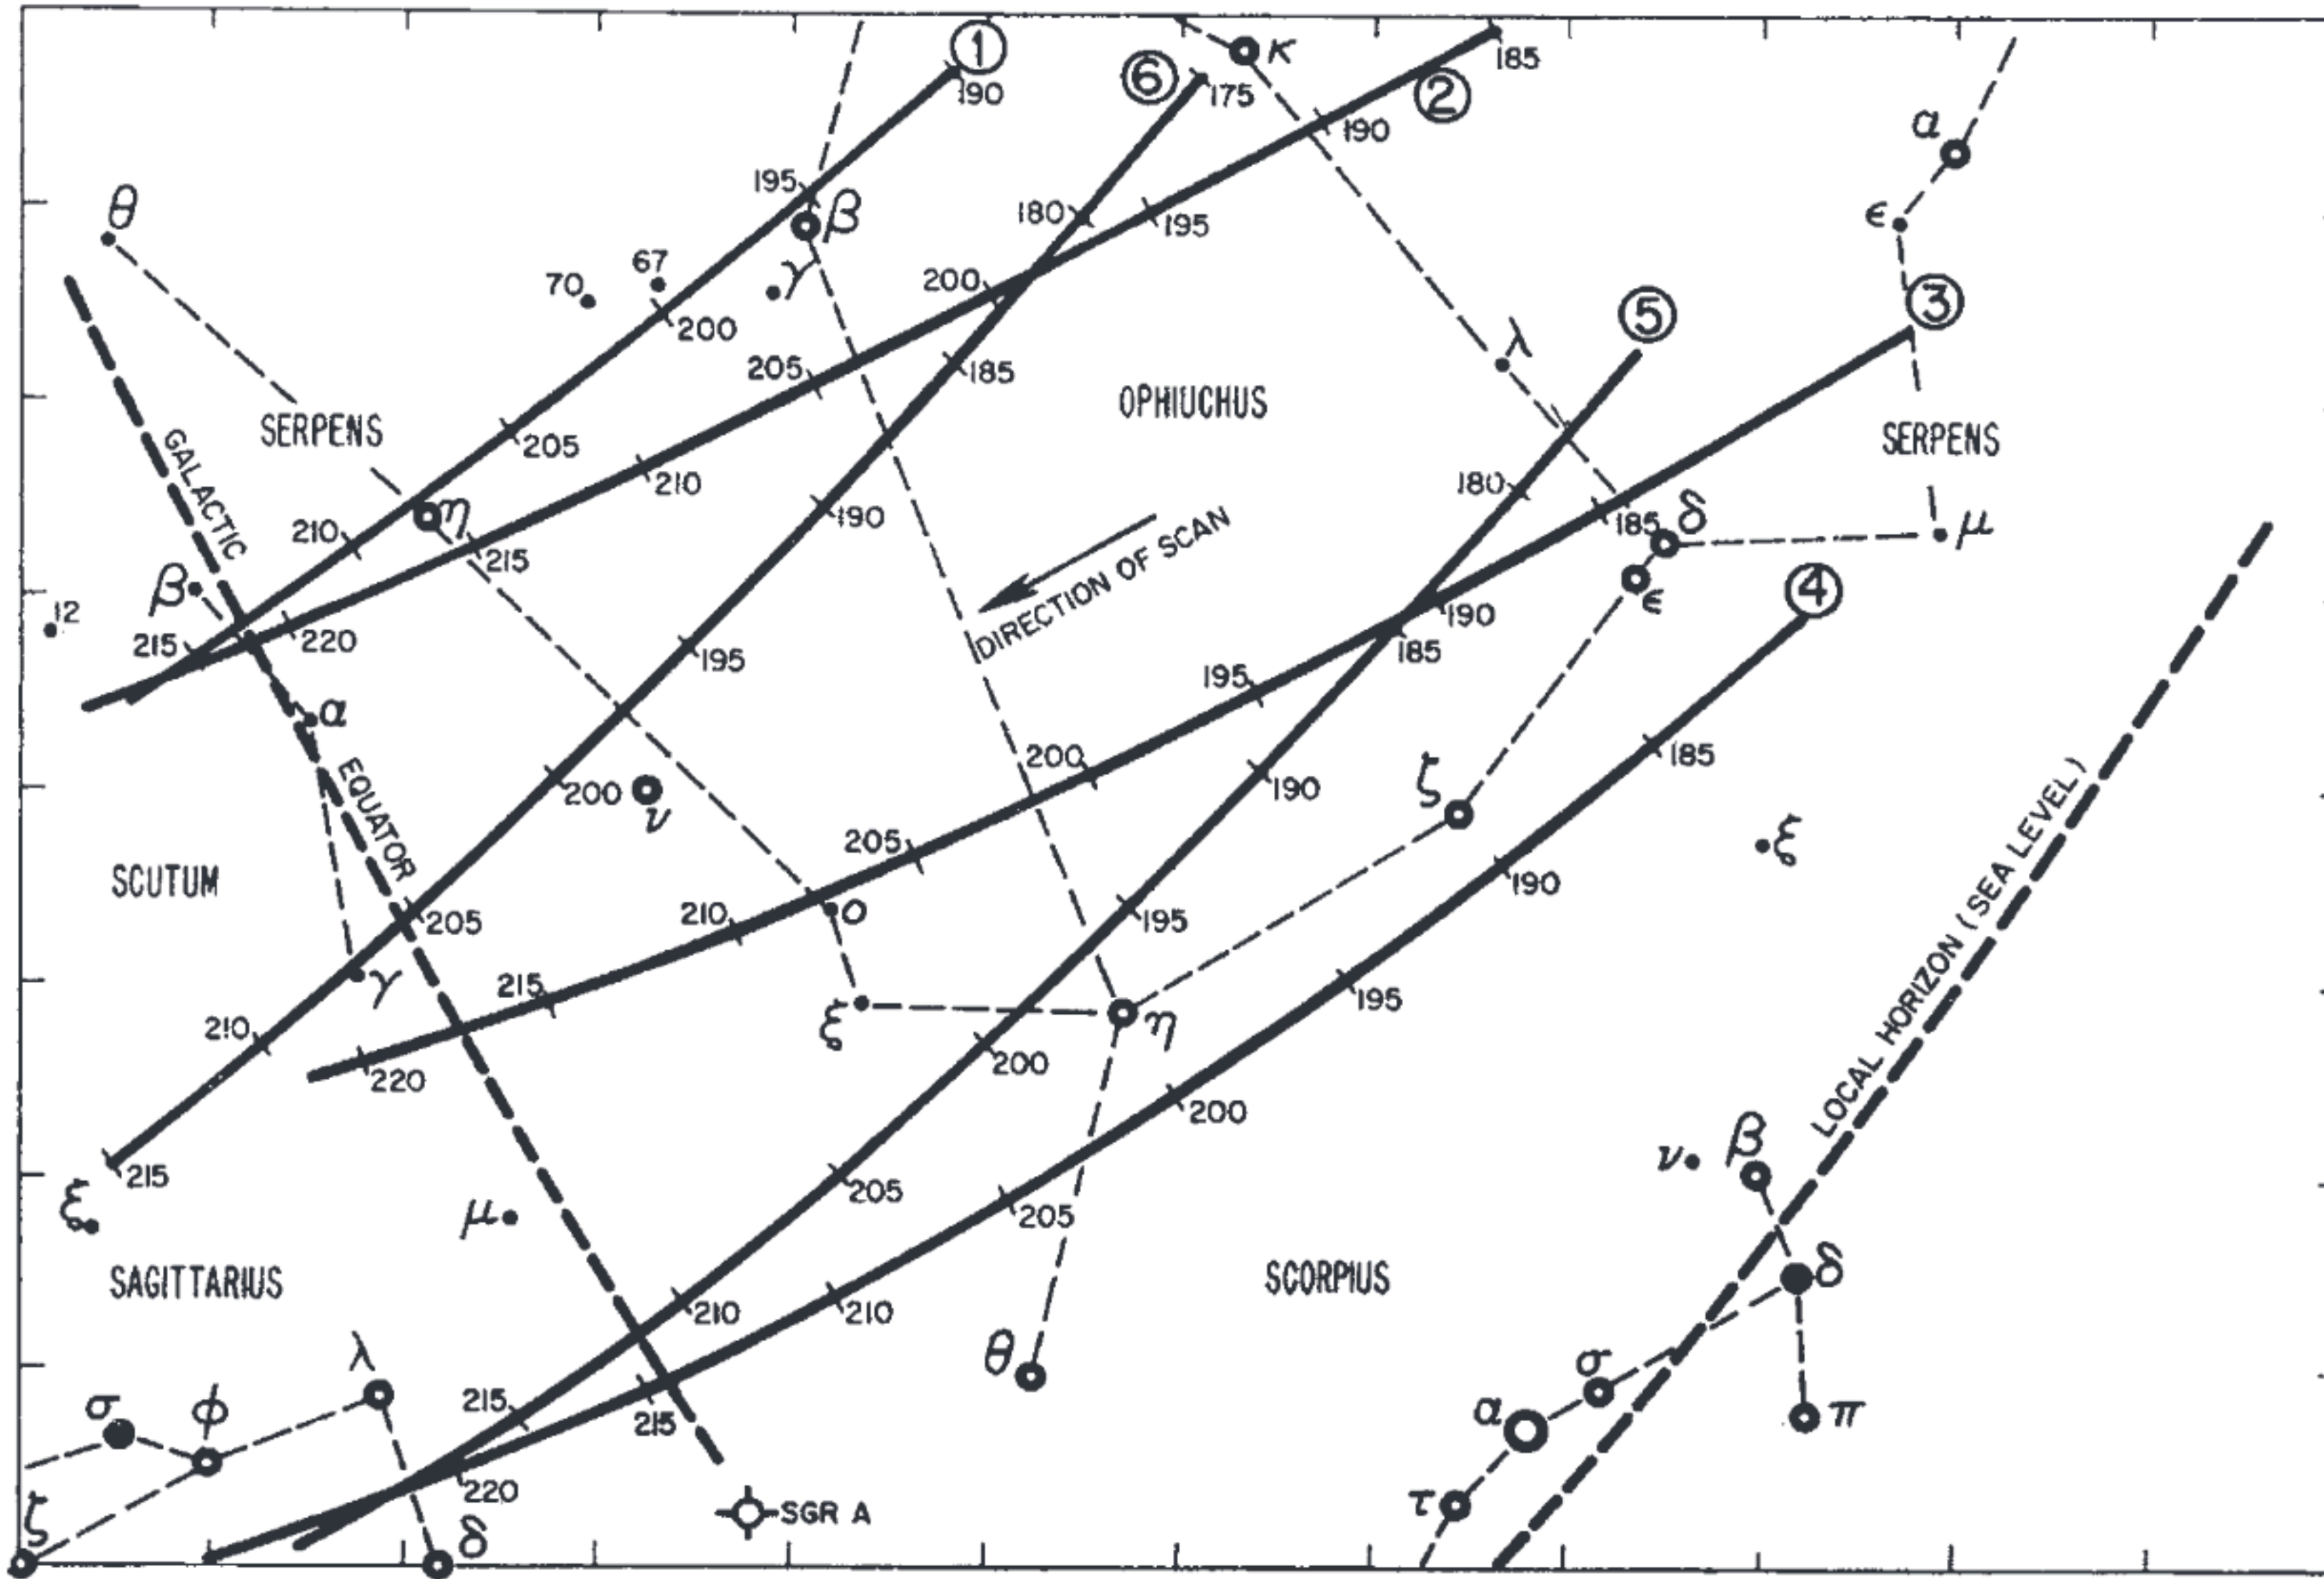 ①
190
κ
185
⑥
175
②
190
α
θ
195
β
180
195
ε
67
70
γ
200
200
③
⑤
λ
205
185
OPHIUCHUS
SERPENS
GALACTIC
205
SERPENS
210
180
η
210
190
185
δ
μ
215
DIRECTION OF SCAN
β
12
220
ε
190
④
215
195
185
195
α
EQUATOR
200
185
200
ν
190
ζ
LOCAL HORIZON (SEA LEVEL)
205
ξ
SCUTUM
190
205
210
ο
195
γ
215
195
210
ξ
η
220
200
200
215
β
ν
205
ξ
μ
205
SAGITTARIUS
SCORPIUS
δ
210
210
λ
θ
σ
σ
φ
215
215
α
π
220
τ
SGR A
ζ
δ